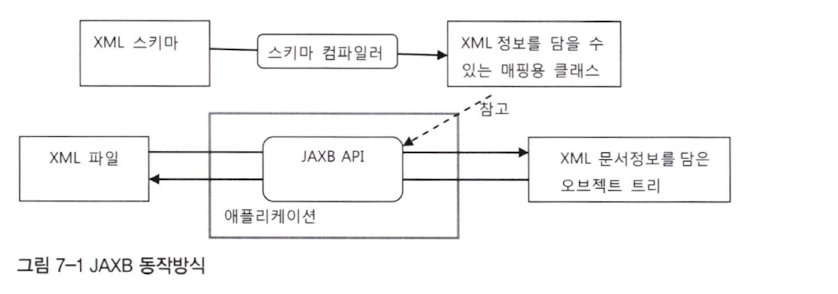 XML 스키마
스키마 컴파일러
XML 정보를 담을 수
있는 매핑용 클래스
참고
XML 파일
JAXB API
XML 문서정보를 담은
오브젝트 트리
애플리케이션
그림 7-1 JAXB 동작방식